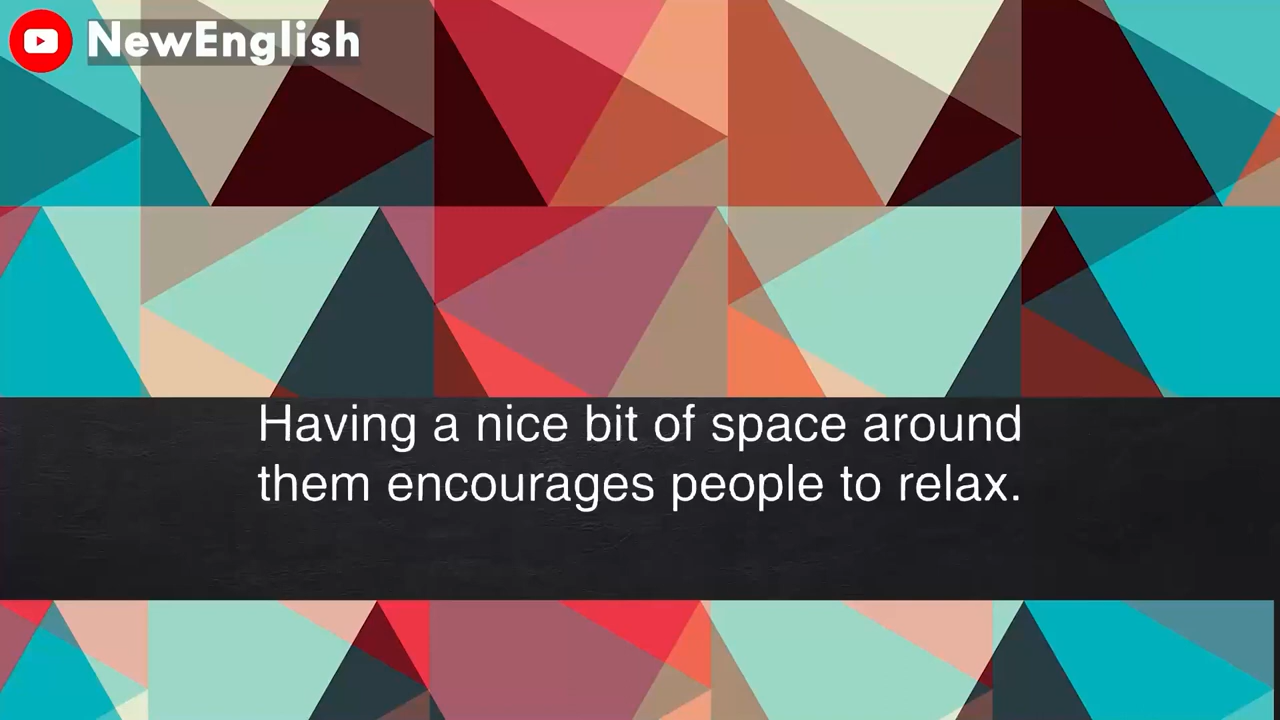 NewEnglish
Having a nice bit of space around
them encourages people to relax.